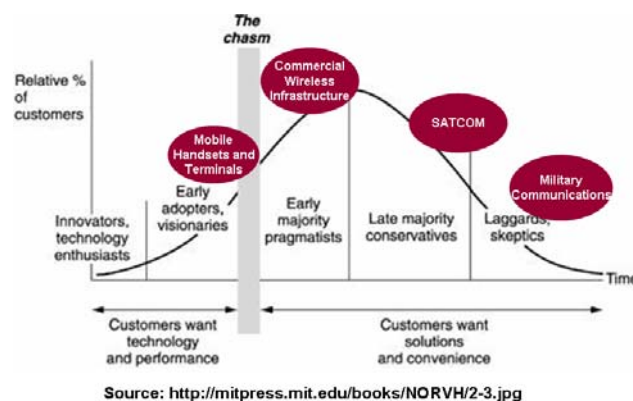 The
chasm
Relative %
of
customers
Commercial
Wireless
Infrastructure
SATCOM
Mobile
Handsets and
Terminals
Military
Communications
Innovators,
technology
enthusiasts
Early
adopters,
visionaries
Early
majority
pragmatists
Late majority
conservatives
Laggards,
skeptics
Time
Customers want
technology
and performance
Customers want
solutions
and convenience
Source: http://mitpress.mit.edu/books/NORVH/2-3.jpg